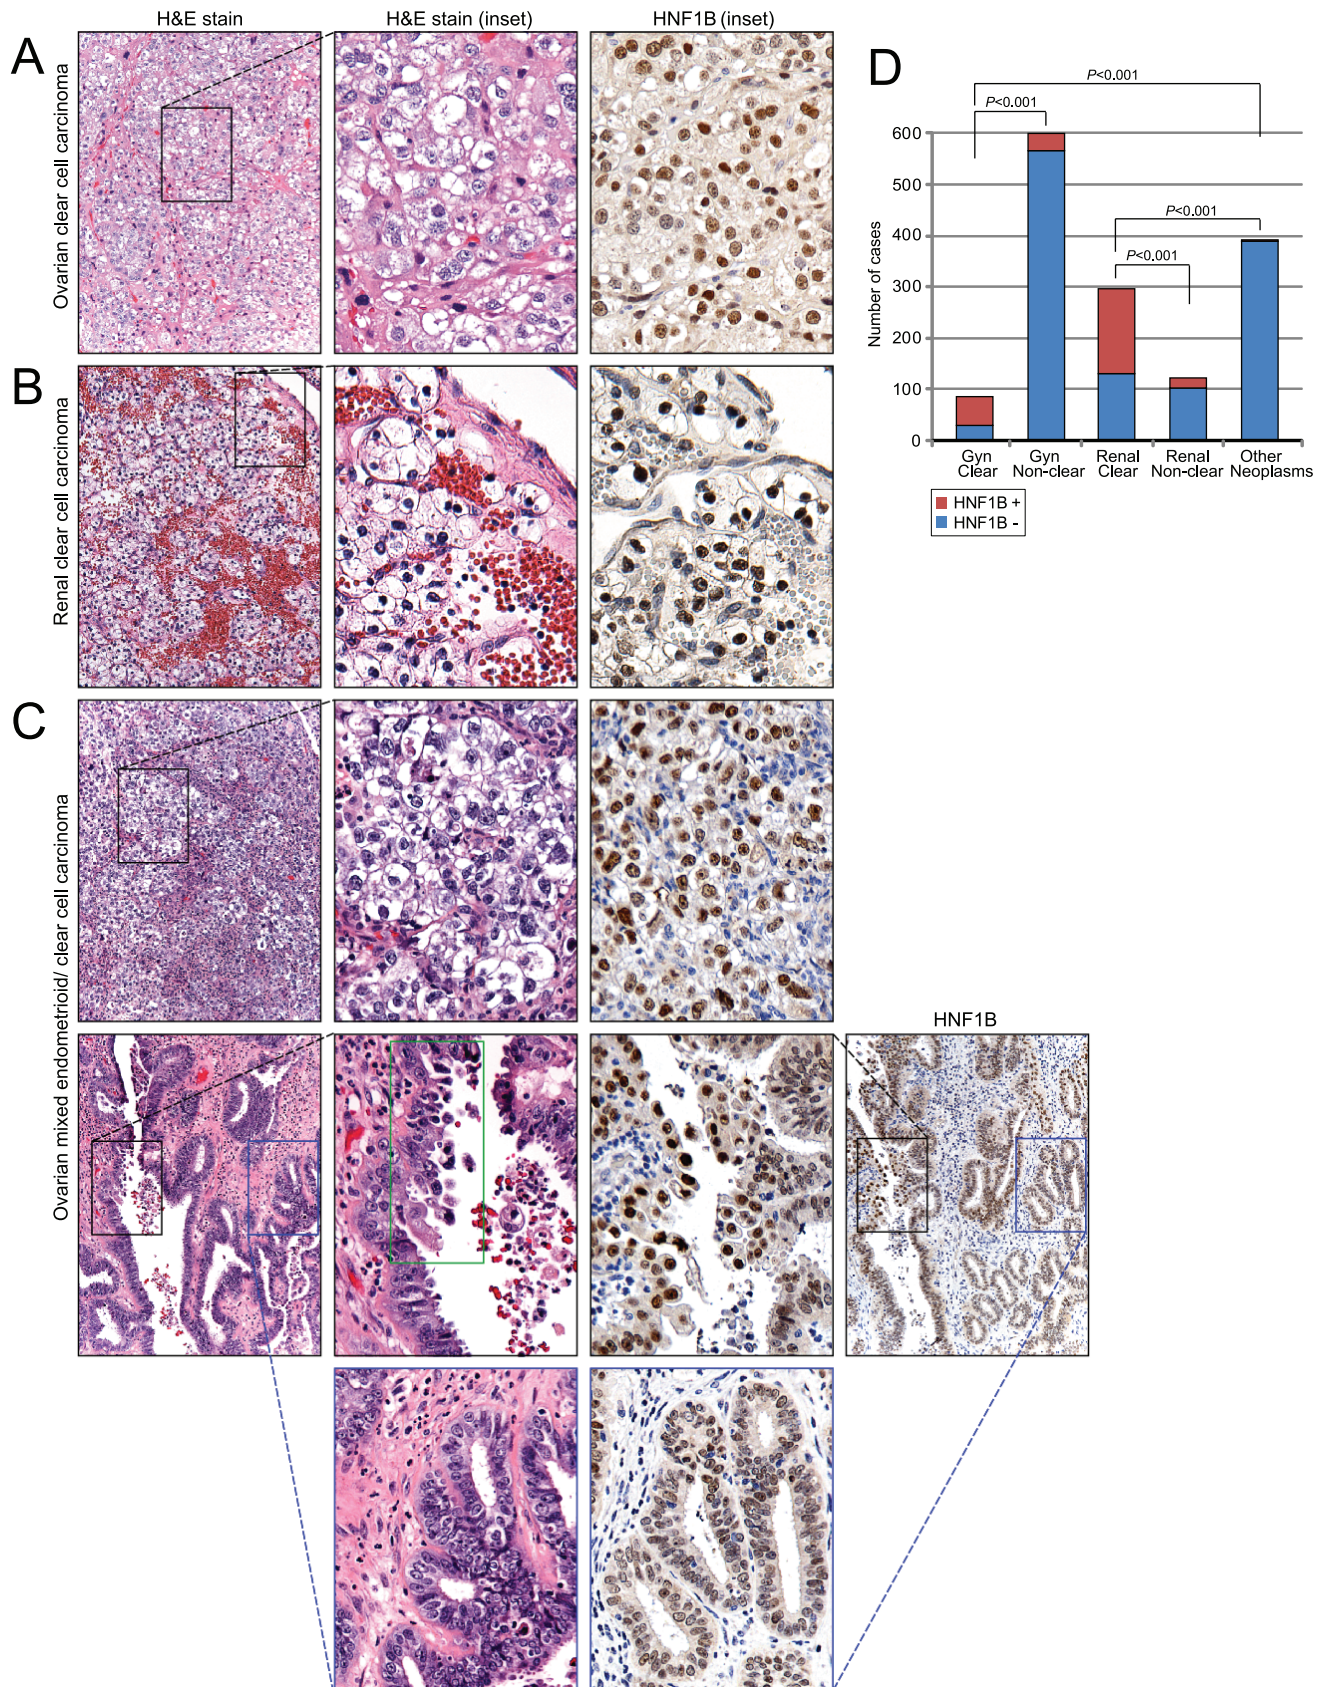 H&E stain
H&E stain (inset)
HNF1B (inset)
A
Ovarian clear cell carcinoma
B
Renal clear cell carcinoma
C
Ovarian mixed endometrioid/ clear cell carcinoma
HNF1B
D
P<0.001
P<0.001
P<0.001
P<0.001
Number of cases
600
500
400
300
200
100
0
Gyn Clear
Gyn Non-clear
Renal Clear
Renal Non-clear
Other Neoplasms
HNF1B +
HNF1B -